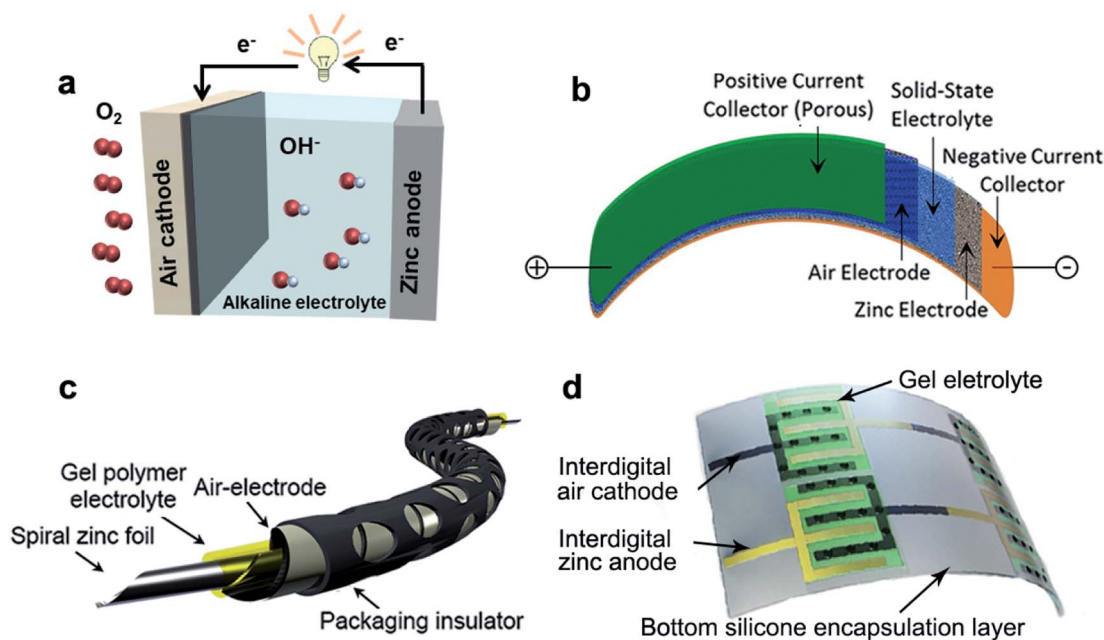 a
e-
e-
O2
OH-
Air cathode
Zinc anode
Alkaline electrolyte
b
Positive Current
Collector (Porous)
Solid-State
Electrolyte
Negative Current
Collector
Air Electrode
Zinc Electrode
+
-
c
Gel polymer
electrolyte
Air-electrode
Spiral zinc foil
Packaging insulator
d
Gel eletrolyte
Interdigital
air cathode
Interdigital
zinc anode
Bottom silicone encapsulation layer